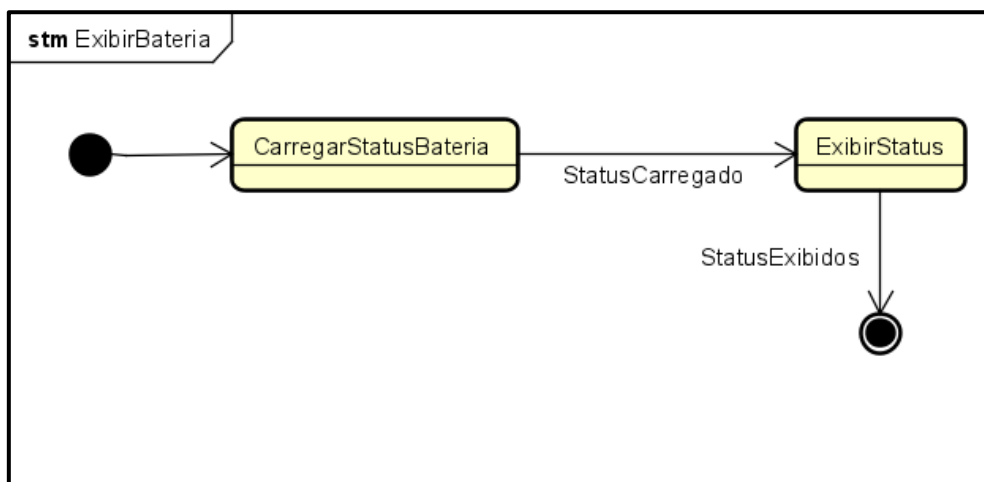 stm ExibirBateria
CarregarStatusBateria
StatusCarregado
ExibirStatus
StatusExibidos